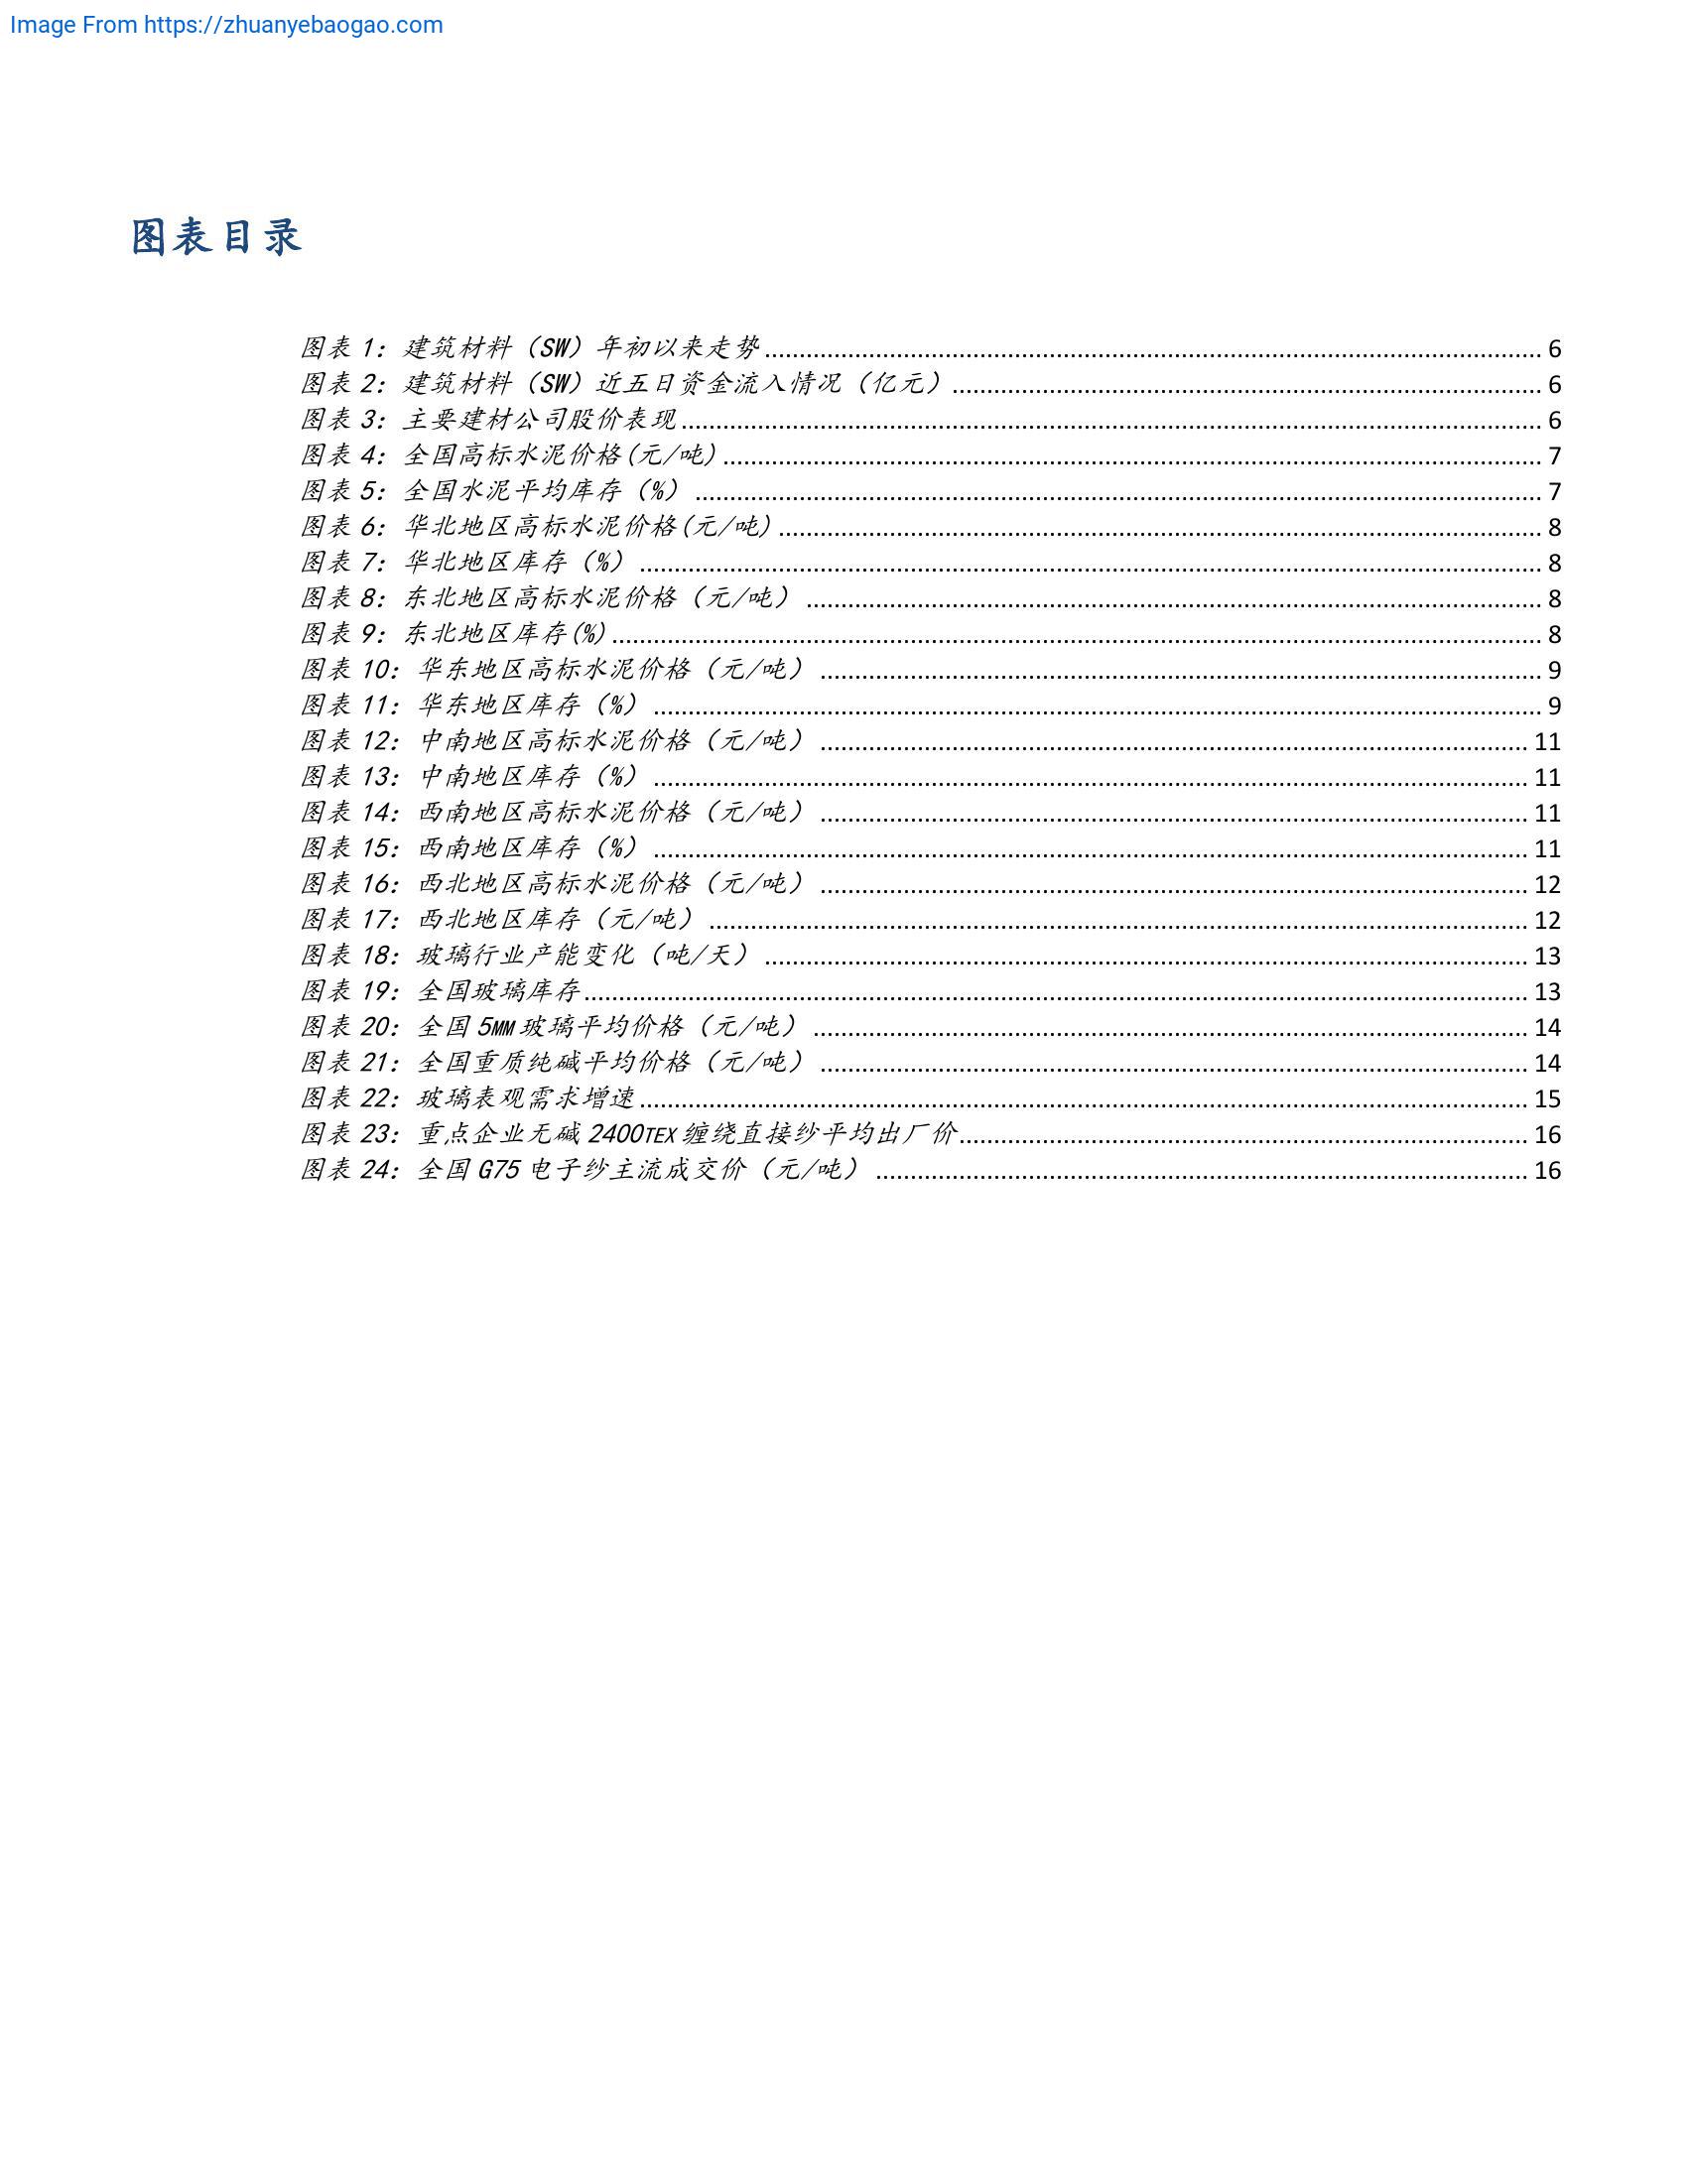 Image From https://zhuanyebaogao.com
图表目录
图表 1：建筑材料（SW）年初以来走势 6
图表 2：建筑材料（SW）近五日资金流入情况（亿元） 6
图表 3：主要建材公司股价表现 6
图表 4：全国高标水泥价格(元/吨) 7
图表 5：全国水泥平均库存（%） 7
图表 6：华北地区高标水泥价格(元/吨) 8
图表 7：华北地区库存（%） 8
图表 8：东北地区高标水泥价格（元/吨） 8
图表 9：东北地区库存(%) 8
图表 10：华东地区高标水泥价格（元/吨） 9
图表 11：华东地区库存（%） 9
图表 12：中南地区高标水泥价格（元/吨） 11
图表 13：中南地区库存（%） 11
图表 14：西南地区高标水泥价格（元/吨） 11
图表 15：西南地区库存（%） 11
图表 16：西北地区高标水泥价格（元/吨） 12
图表 17：西北地区库存（元/吨） 12
图表 18：玻璃行业产能变化（吨/天） 13
图表 19：全国玻璃库存 13
图表 20：全国 5MM 玻璃平均价格（元/吨） 14
图表 21：全国重质纯碱平均价格（元/吨） 14
图表 22：玻璃表观需求增速 15
图表 23：重点企业无碱 2400TEX 缠绕直接纱平均出厂价 16
图表 24：全国 G75 电子纱主流成交价（元/吨） 16